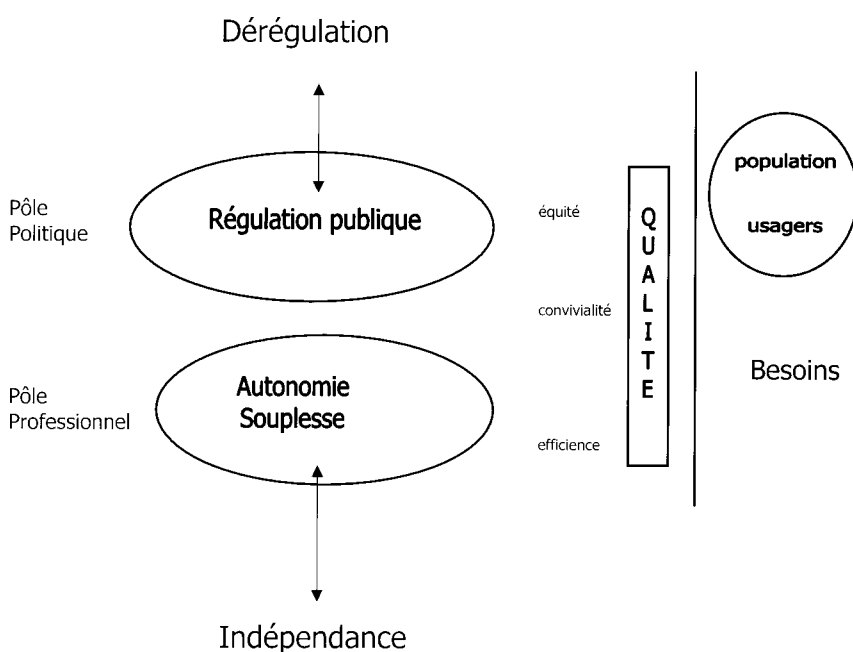 Dérégulation
Pôle
Politique
Régulation publique
équité
convivialité
Pôle
Professionnel
Autonomie
Souplesse
efficience
Indépendance
Q
U
A
L
I
T
E
population
usagers
Besoins